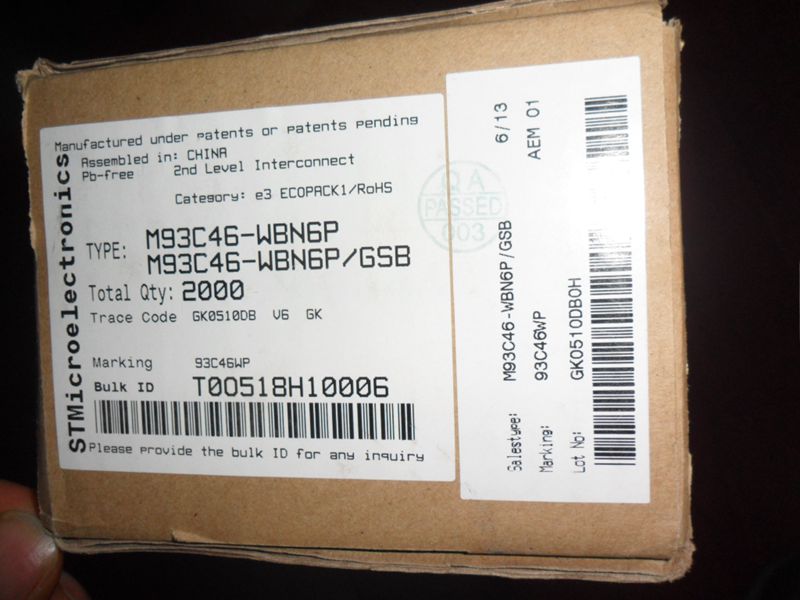 STMicroelectronics
Manufactured under patents or patents pending
Assembled in: CHINA
Pb-free 2nd Level Interconnect
Category: e3 ECOPACK1/RoHS
TYPE: M93C46-WBN6P
M93C46-WBN6P/GSB
Total Qty: 2000
Trace Code GK0510DB V6 GK
Marking 93C46WP
Bulk ID T00518H10006
Please provide the bulk ID for any inquiry
QA
PASSED
003
Salestype: M93C46-WBN6P/GSB 6/13
Marking: 93C46WP AEM 01
Lot No: GK0510DB0H